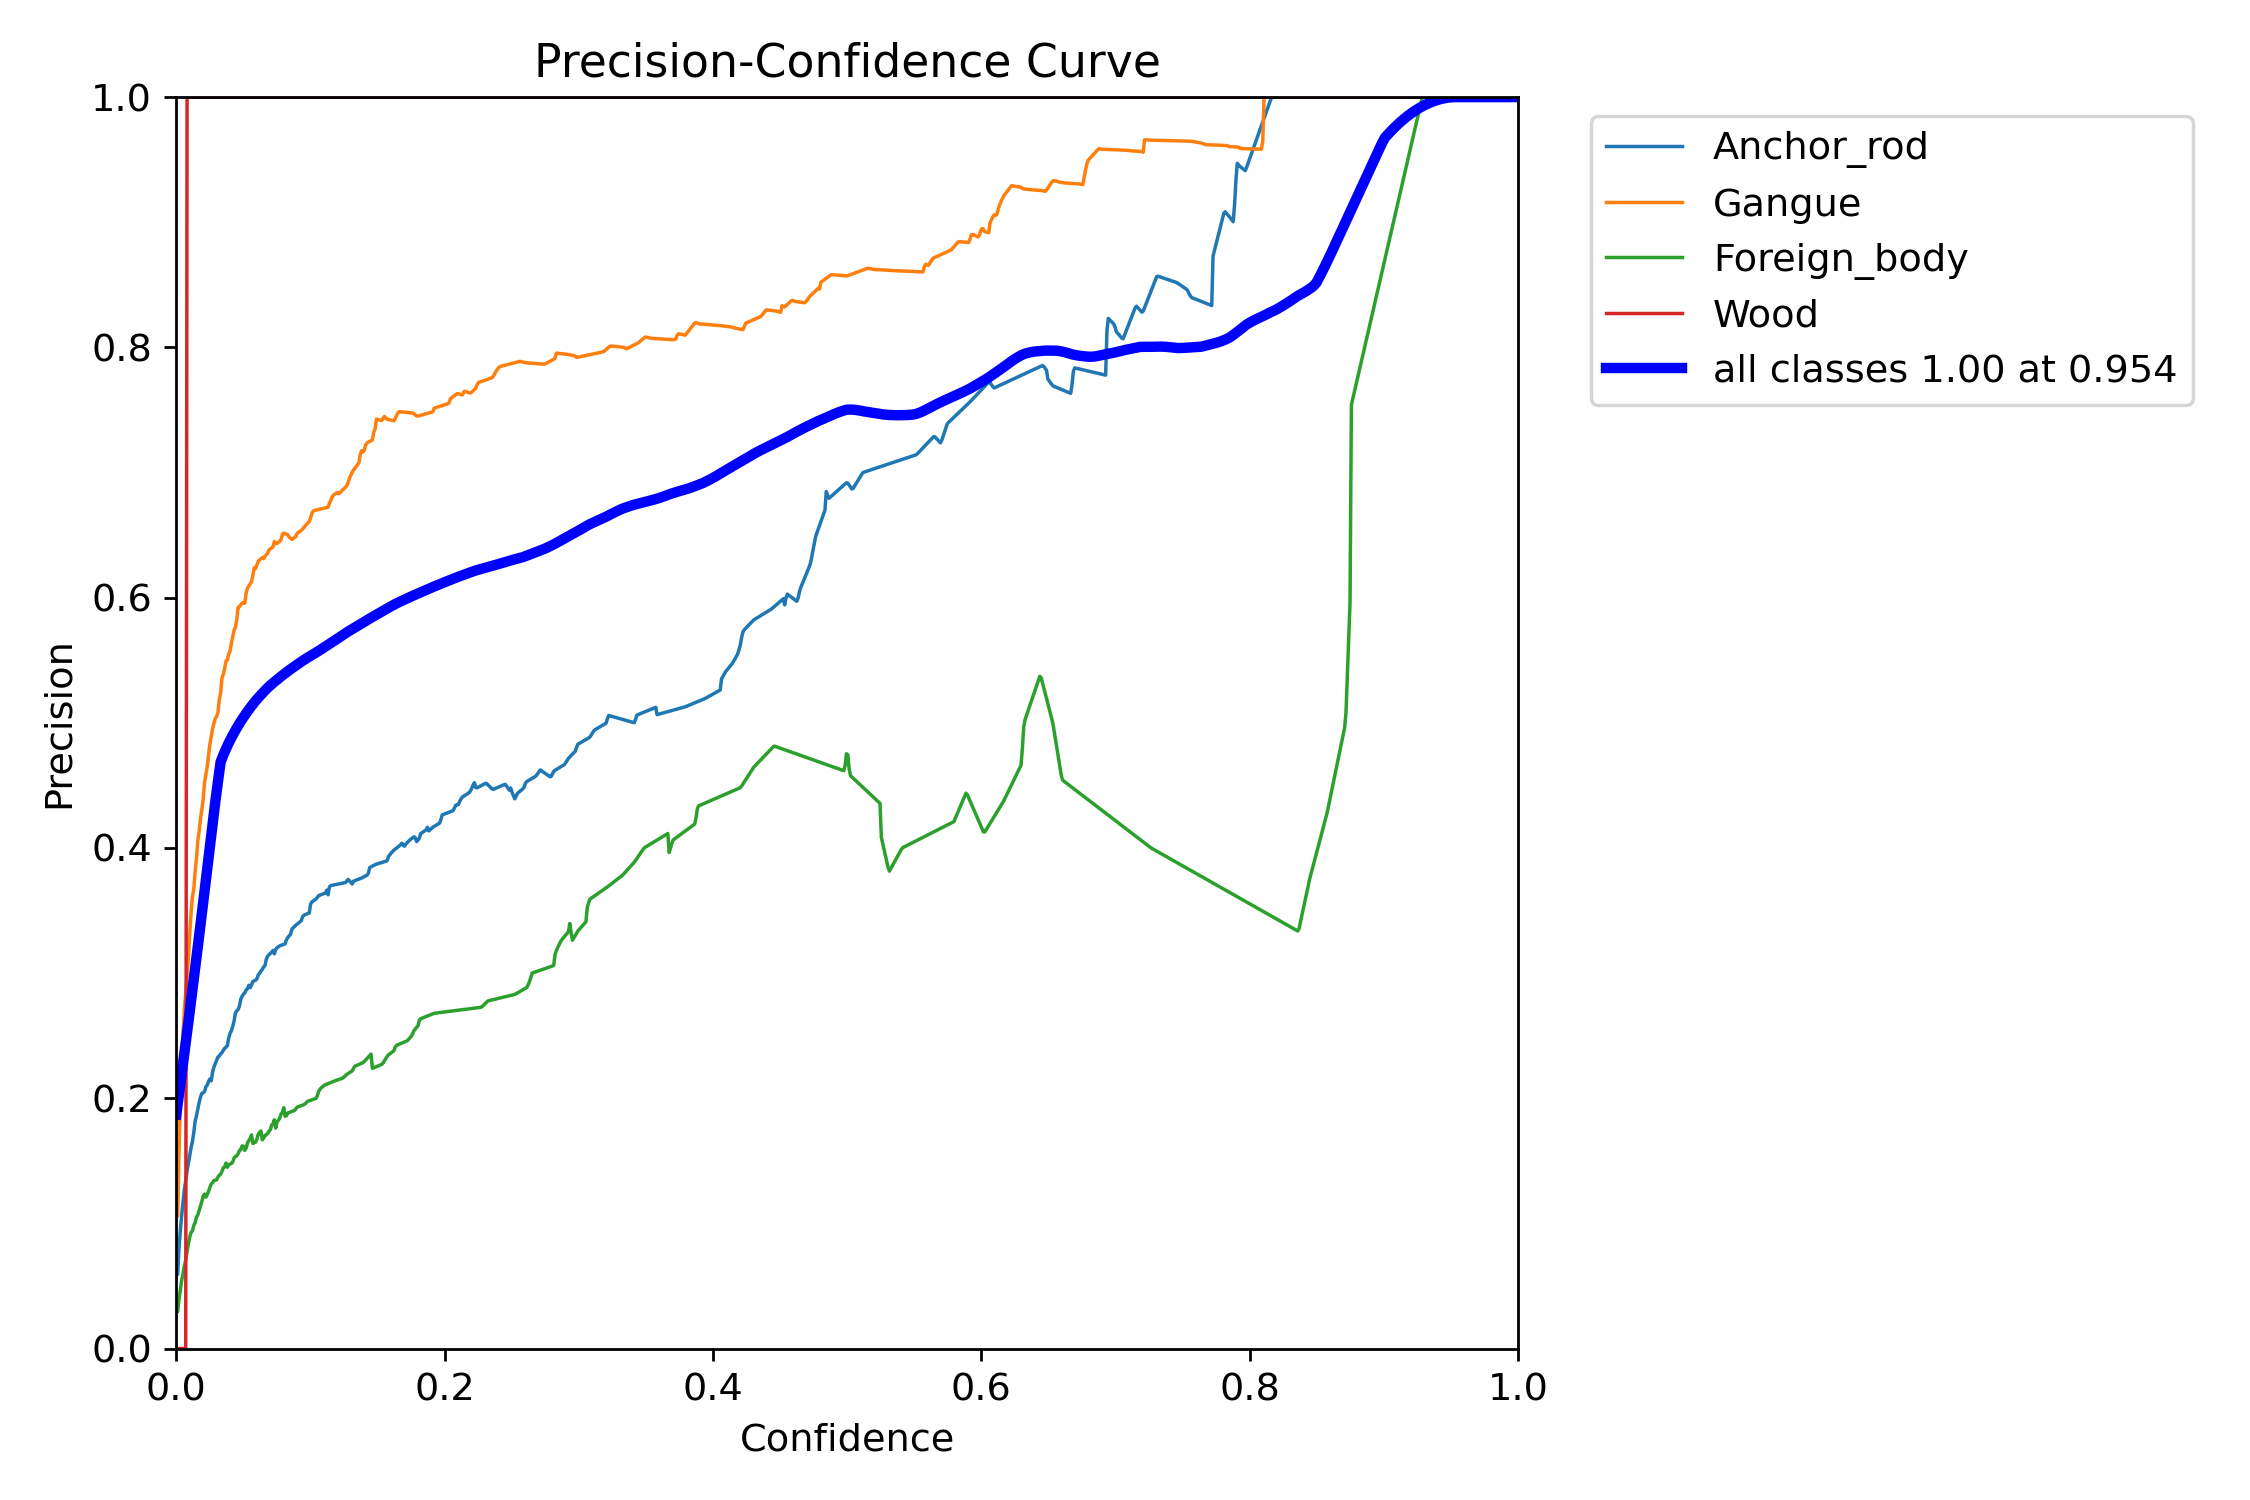 Precision-Confidence Curve
1.0
0.8
0.6
0.4
0.2
0.0
Precision
0.0 0.2 0.4 0.6 0.8 1.0
Confidence
Anchor_rod
Gangue
Foreign_body
Wood
all classes 1.00 at 0.954